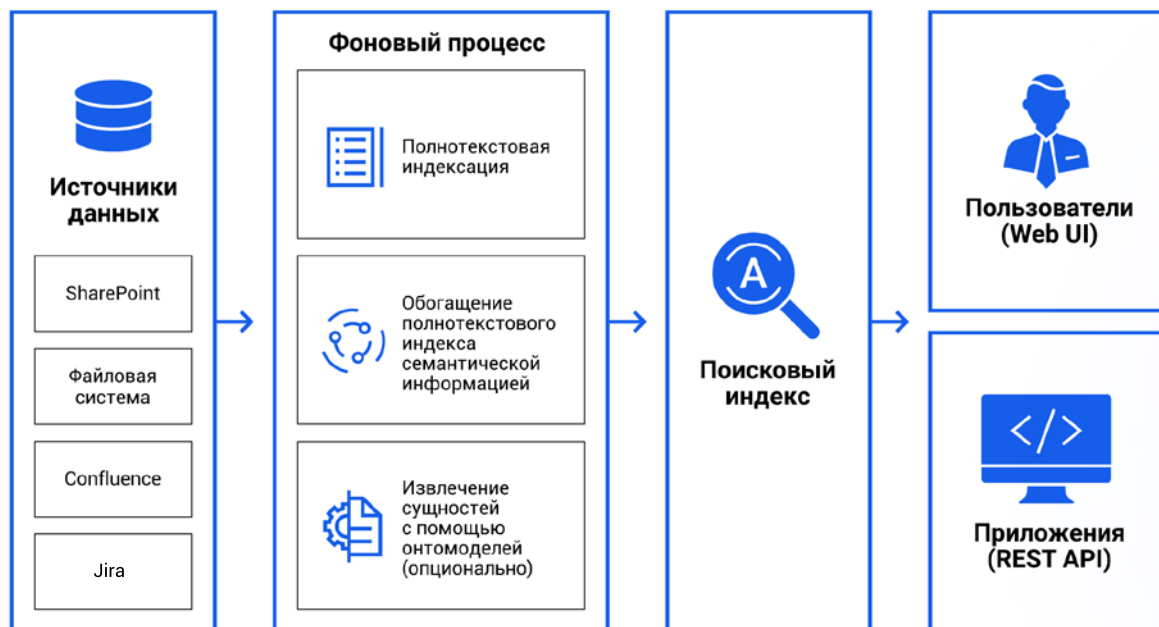 Источники
данных
SharePoint
Файловая
система
Confluence
Jira
Фоновый процесс
Полнотекстовая
индексация
Обогащение
полнотекстового
индекса
семантической
информацией
Извлечение
сущностей
с помощью
онтомоделей
(опционально)
A
Поисковый
индекс
Пользователи
(Web UI)
</>
Приложения
(REST API)